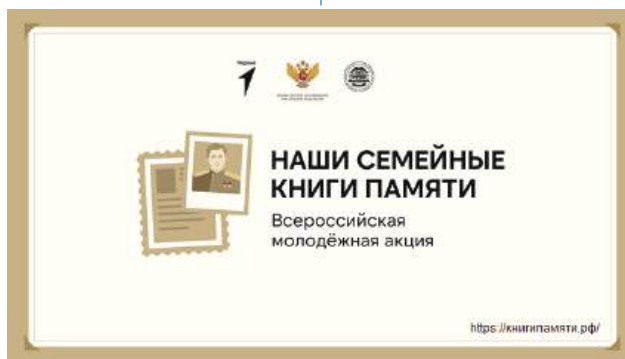 НАШИ СЕМЕЙНЫЕ
КНИГИ ПАМЯТИ
Всероссийская
молодёжная акция
https://книгипамяти.рф/